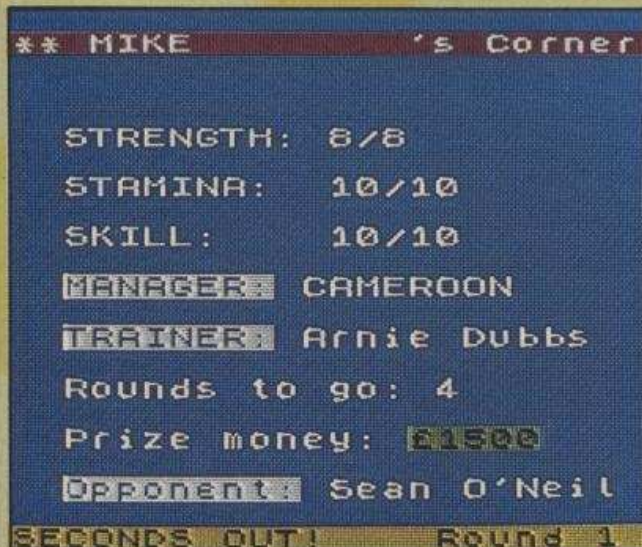 ** MIKE 's Corner
STRENGTH: 8/8
STAMINA: 10/10
SKILL: 10/10
MANAGER: CAMEROON
TRAINER: Arnie Dubbs
Rounds to go: 4
Prize money: £1500
Opponent: Sean O'Neil
SECONDS OUT! Round 1